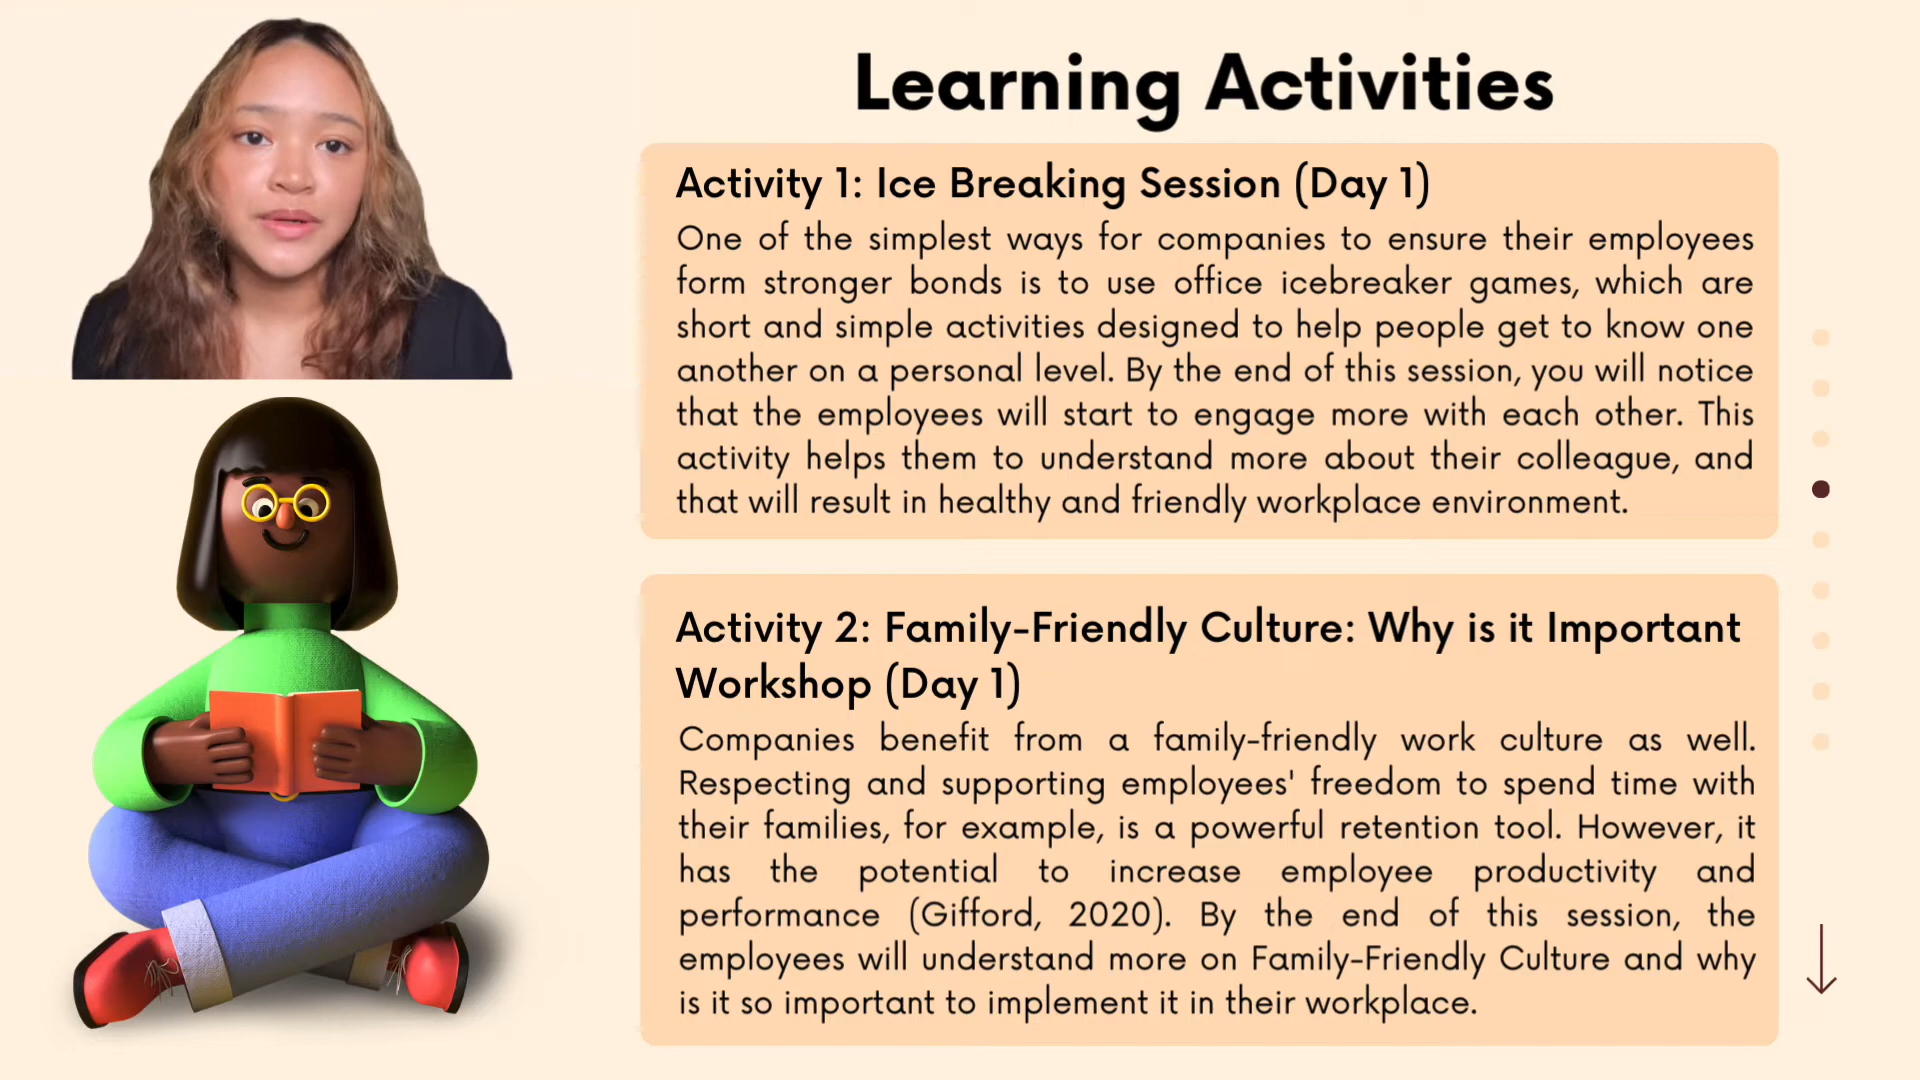 Learning Activities
Activity 1: Ice Breaking Session (Day 1)
One of the simplest ways for companies to ensure their employees
form stronger bonds is to use office icebreaker games, which are
short and simple activities designed to help people get to know one
another on a personal level. By the end of this session, you will notice
that the employees will start to engage more with each other. This
activity helps them to understand more about their colleague, and
that will result in healthy and friendly workplace environment.
Activity 2: Family-Friendly Culture: Why is it Important
Workshop (Day 1)
Companies benefit from a family-friendly work culture as well.
Respecting and supporting employees' freedom to spend time with
their families, for example, is a powerful retention tool. However, it
has the potential to increase employee productivity and
performance (Gifford, 2020). By the end of this session, the
employees will understand more on Family-Friendly Culture and why
is it so important to implement it in their workplace.